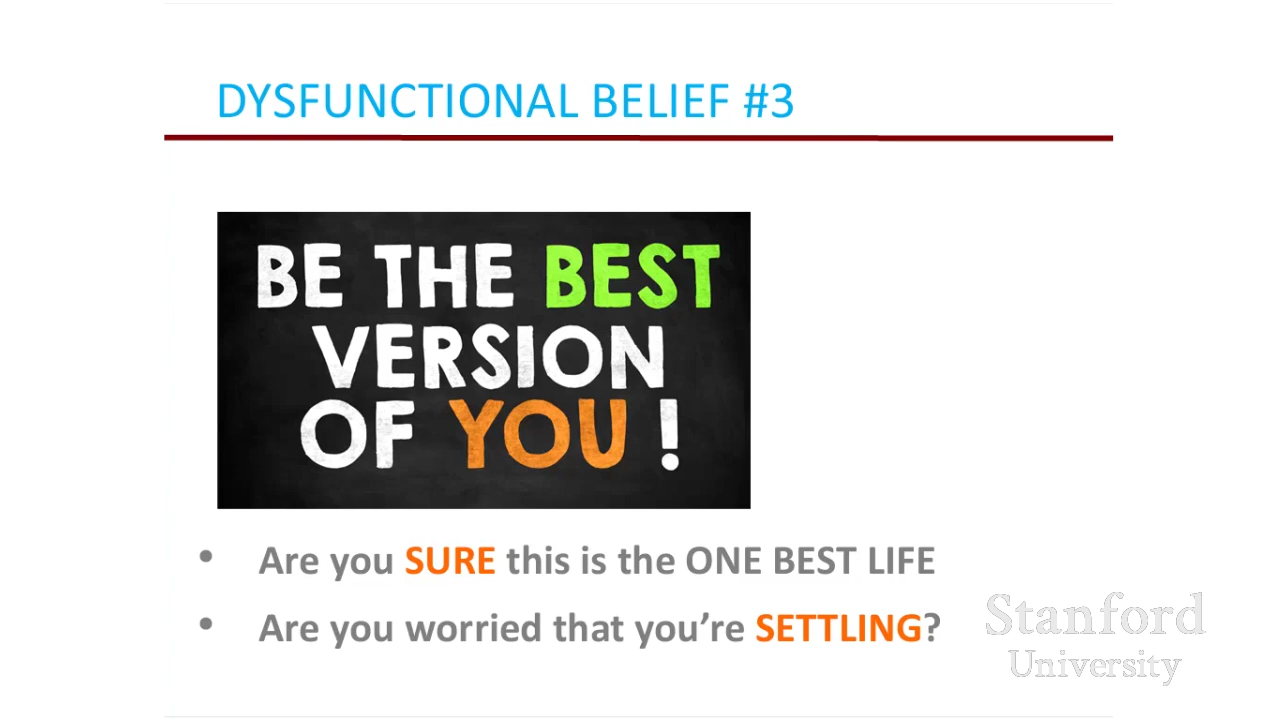 DYSFUNCTIONAL BELIEF #3
BE THE BEST
VERSION
OF YOU !
• Are you SURE this is the ONE BEST LIFE
• Are you worried that you’re SETTLING?
Stanford
University